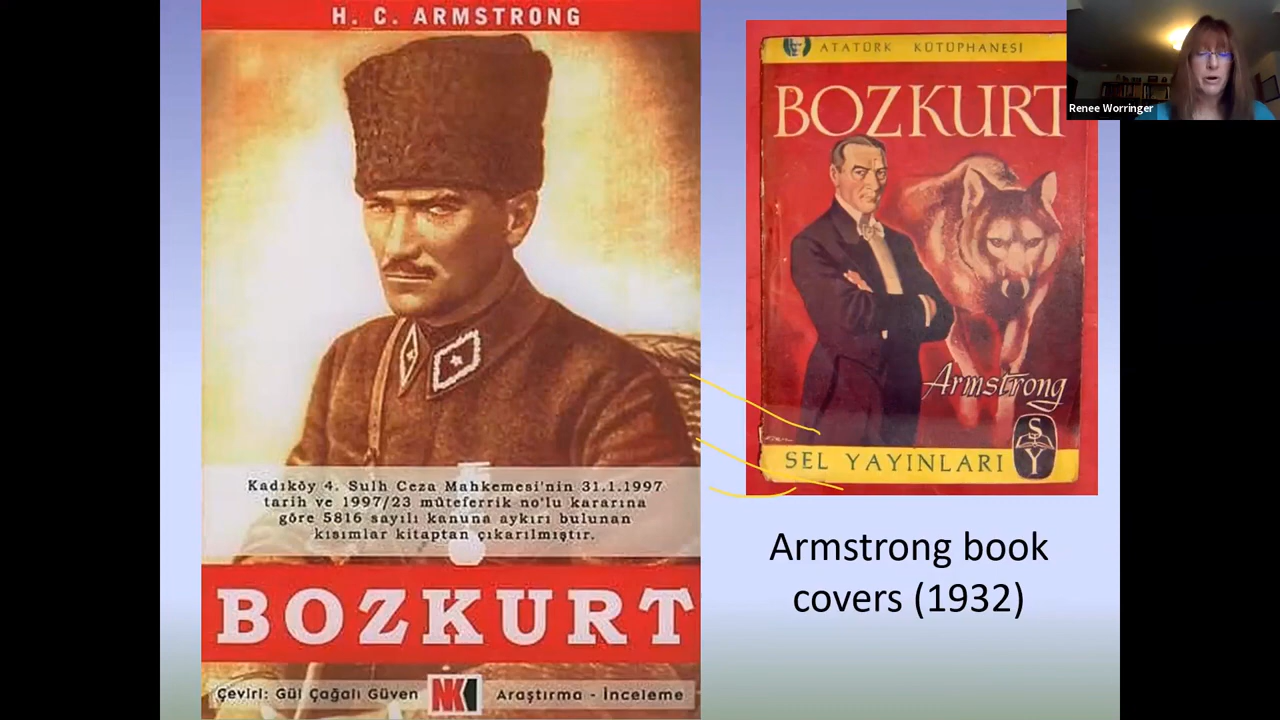 H. C. ARMSTRONG
Kadıköy 4. Sulh Ceza Mahkemesi'nin 31.1.1997
tarih ve 1997/23 müteferrik no'lu kararına
göre 5816 sayılı kanuna aykırı bulunan
kısımlar kitaptan çıkarılmıştır.
BOZKURT
Çeviri: Gül Çağalı Güven
NK
Araştırma - İnceleme
ATATÜRK KÜTÜPHANESİ
BOZKURT
Armstrong
S
Y
SEL YAYINLARI
Armstrong book
covers (1932)
Renee Worringer